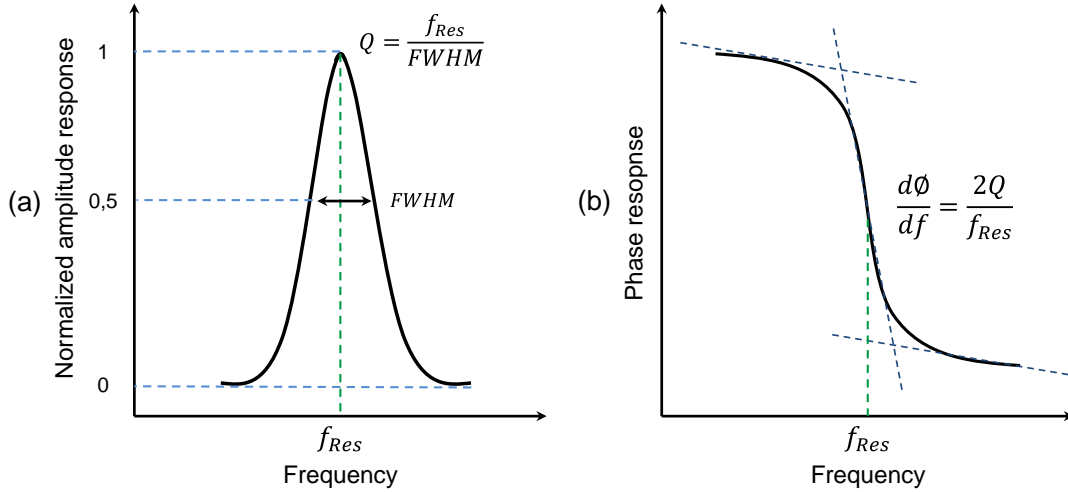 (a)
Normalized amplitude response
1
0,5
0
Q = f_Res / FWHM
FWHM
f_Res
Frequency
(b)
Phase resopnse
d∅ / df = 2Q / f_Res
f_Res
Frequency